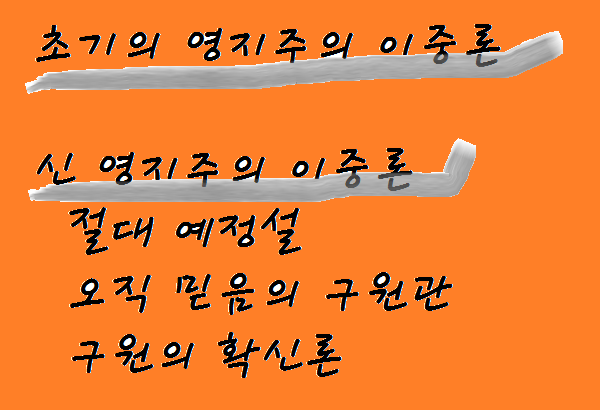 초기의 영지주의 이중론
신 영지주의 이중론
절대 예정설
오직 믿음의 구원관
구원의 확신론